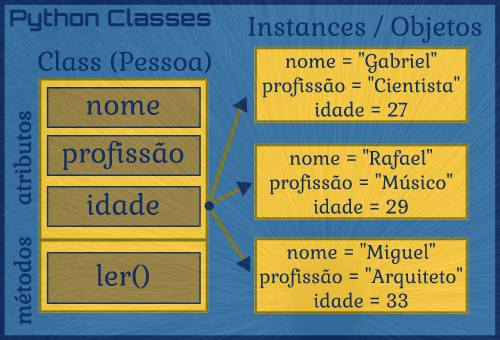 Python Classes
Instances / Objetos
Class (Pessoa)
atributos
nome
profissão
idade
métodos
ler()
nome = "Gabriel"
profissão = "Cientista"
idade = 27
nome = "Rafael"
profissão = "Músico"
idade = 29
nome = "Miguel"
profissão = "Arquiteto"
idade = 33